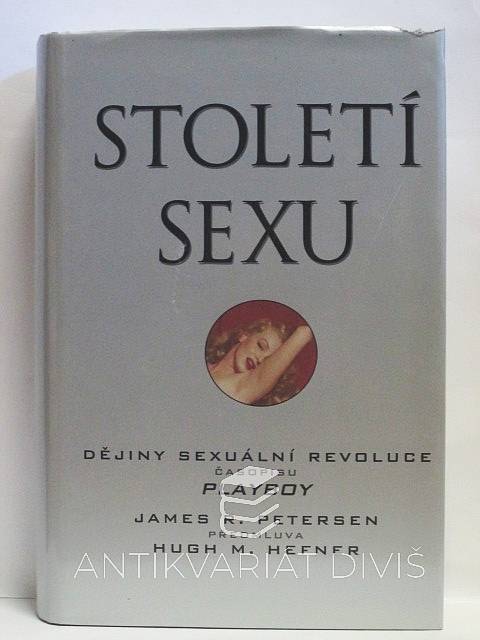 STOLETÍ
SEXU
DĚJINY SEXUÁLNÍ REVOLUCE
ČASOPISU
PLAYBOY
JAMES R. PETERSEN
PŘEDMLUVA
HUGH M. HEFNER
ANTIKVARIÁT DIVIŠ